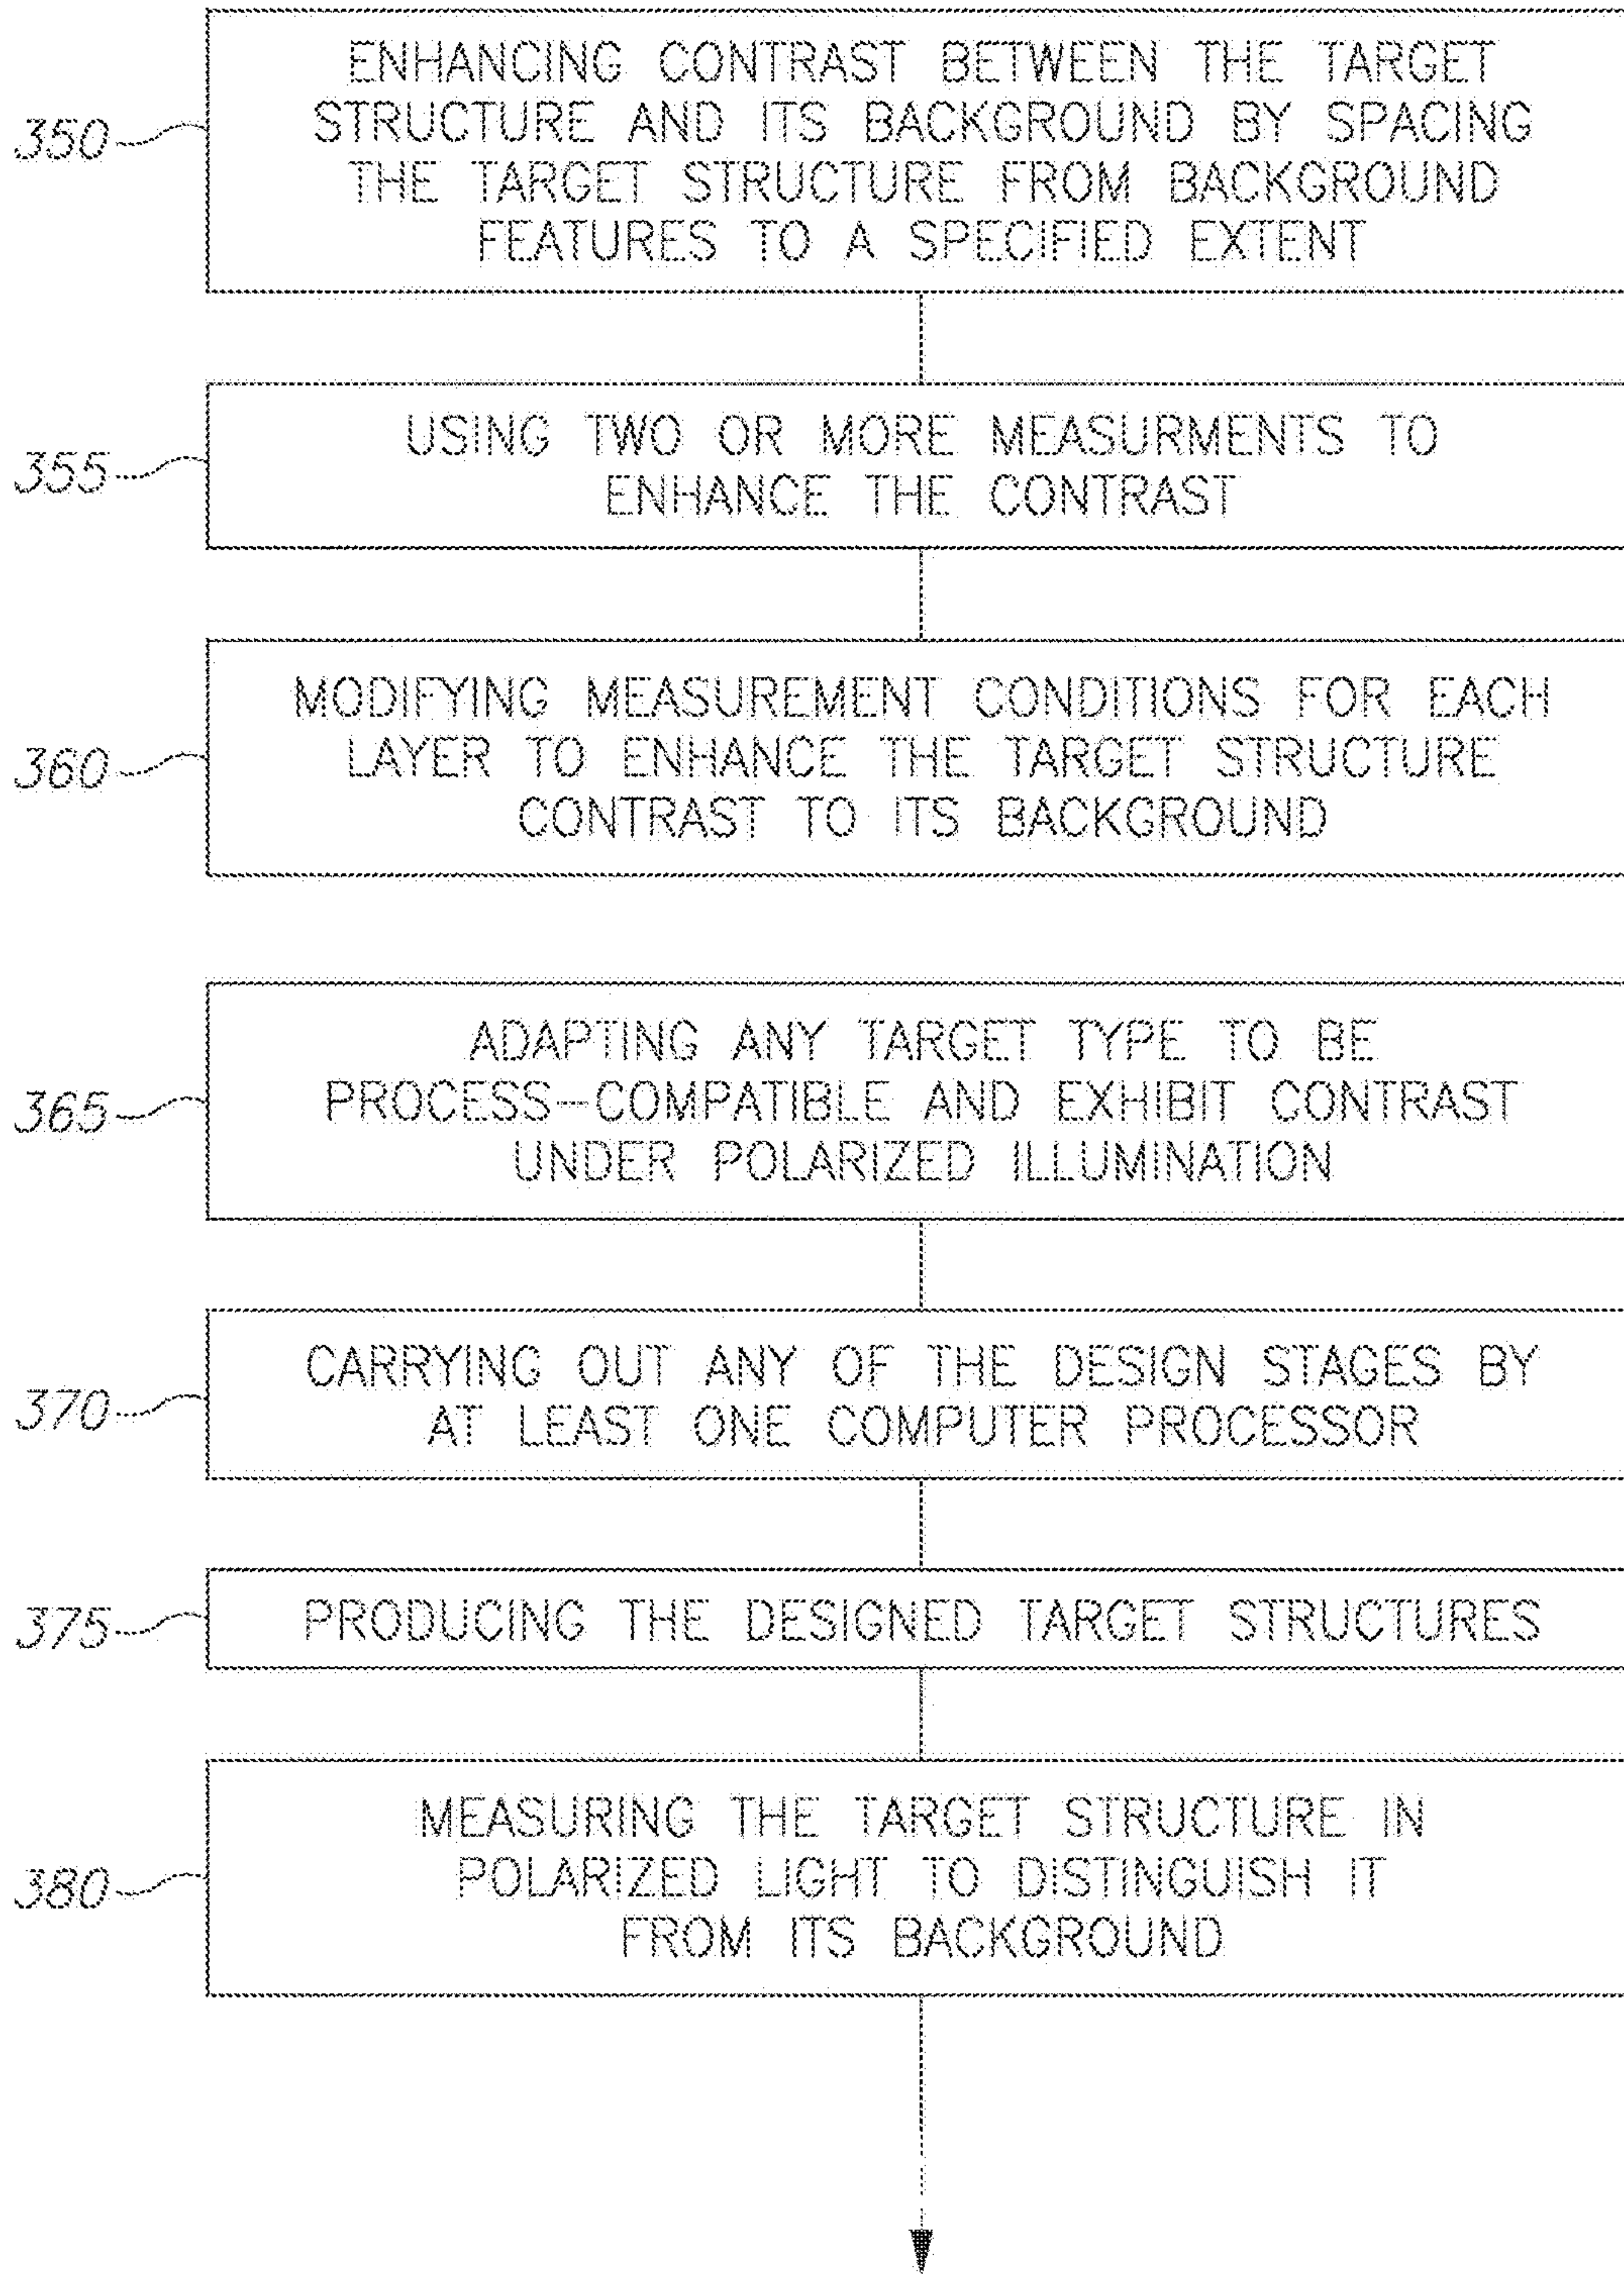 ENHANCING CONTRAST BETWEEN THE TARGET
STRUCTURE AND ITS BACKGROUND BY SPACING
THE TARGET STRUCTURE FROM BACKGROUND
FEATURES TO A SPECIFIED EXTENT
350
USING TWO OR MORE MEASURMENTS TO
ENHANCE THE CONTRAST
355
MODIFYING MEASUREMENT CONDITIONS FOR EACH
LAYER TO ENHANCE THE TARGET STRUCTURE
CONTRAST TO ITS BACKGROUND
360
ADAPTING ANY TARGET TYPE TO BE
PROCESS-COMPATIBLE AND EXHIBIT CONTRAST
UNDER POLARIZED ILLUMINATION
365
CARRYING OUT ANY OF THE DESIGN STAGES BY
AT LEAST ONE COMPUTER PROCESSOR
370
PRODUCING THE DESIGNED TARGET STRUCTURES
375
MEASURING THE TARGET STRUCTURE IN
POLARIZED LIGHT TO DISTINGUISH IT
FROM ITS BACKGROUND
380